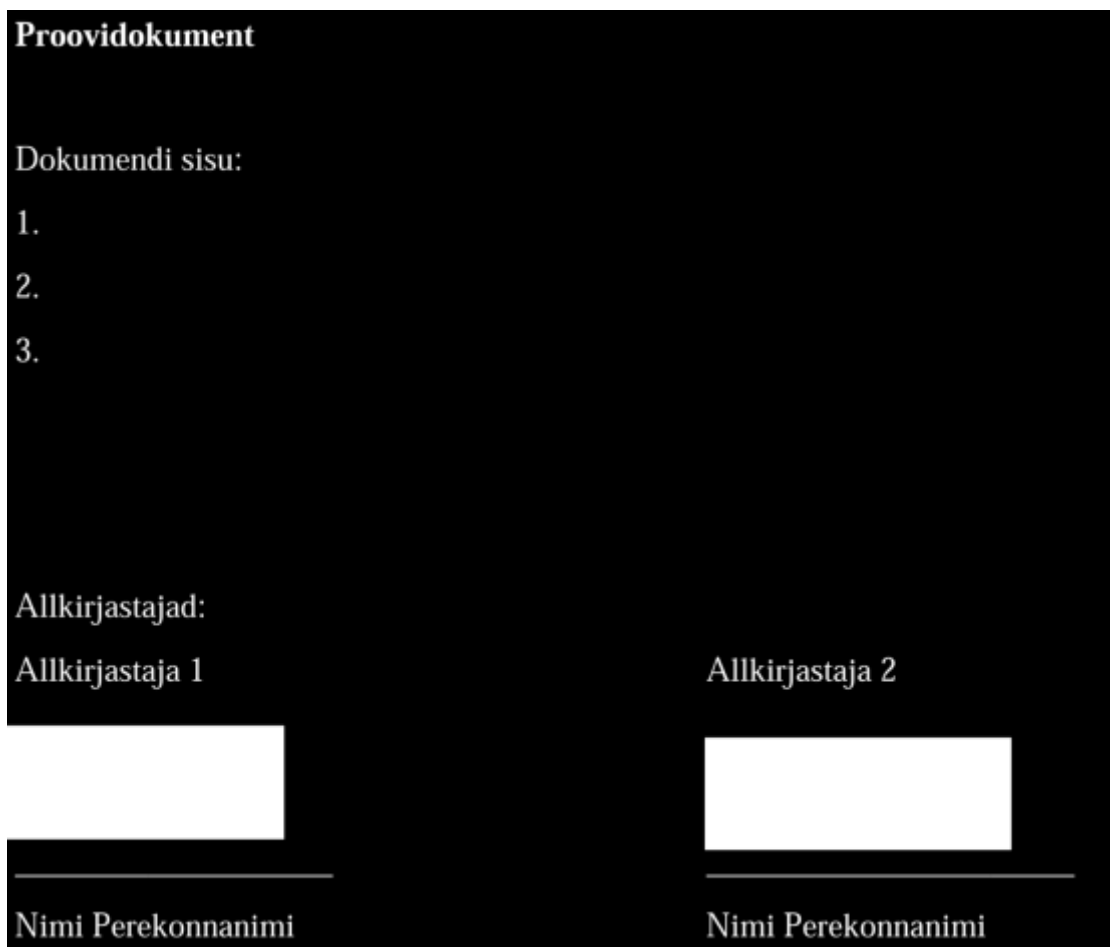 Proovidokument
Dokumendi sisu:
1.
2.
3.
Allkirjastajad:
Allkirjastaja 1 Allkirjastaja 2
Nimi Perekonnanimi Nimi Perekonnanimi